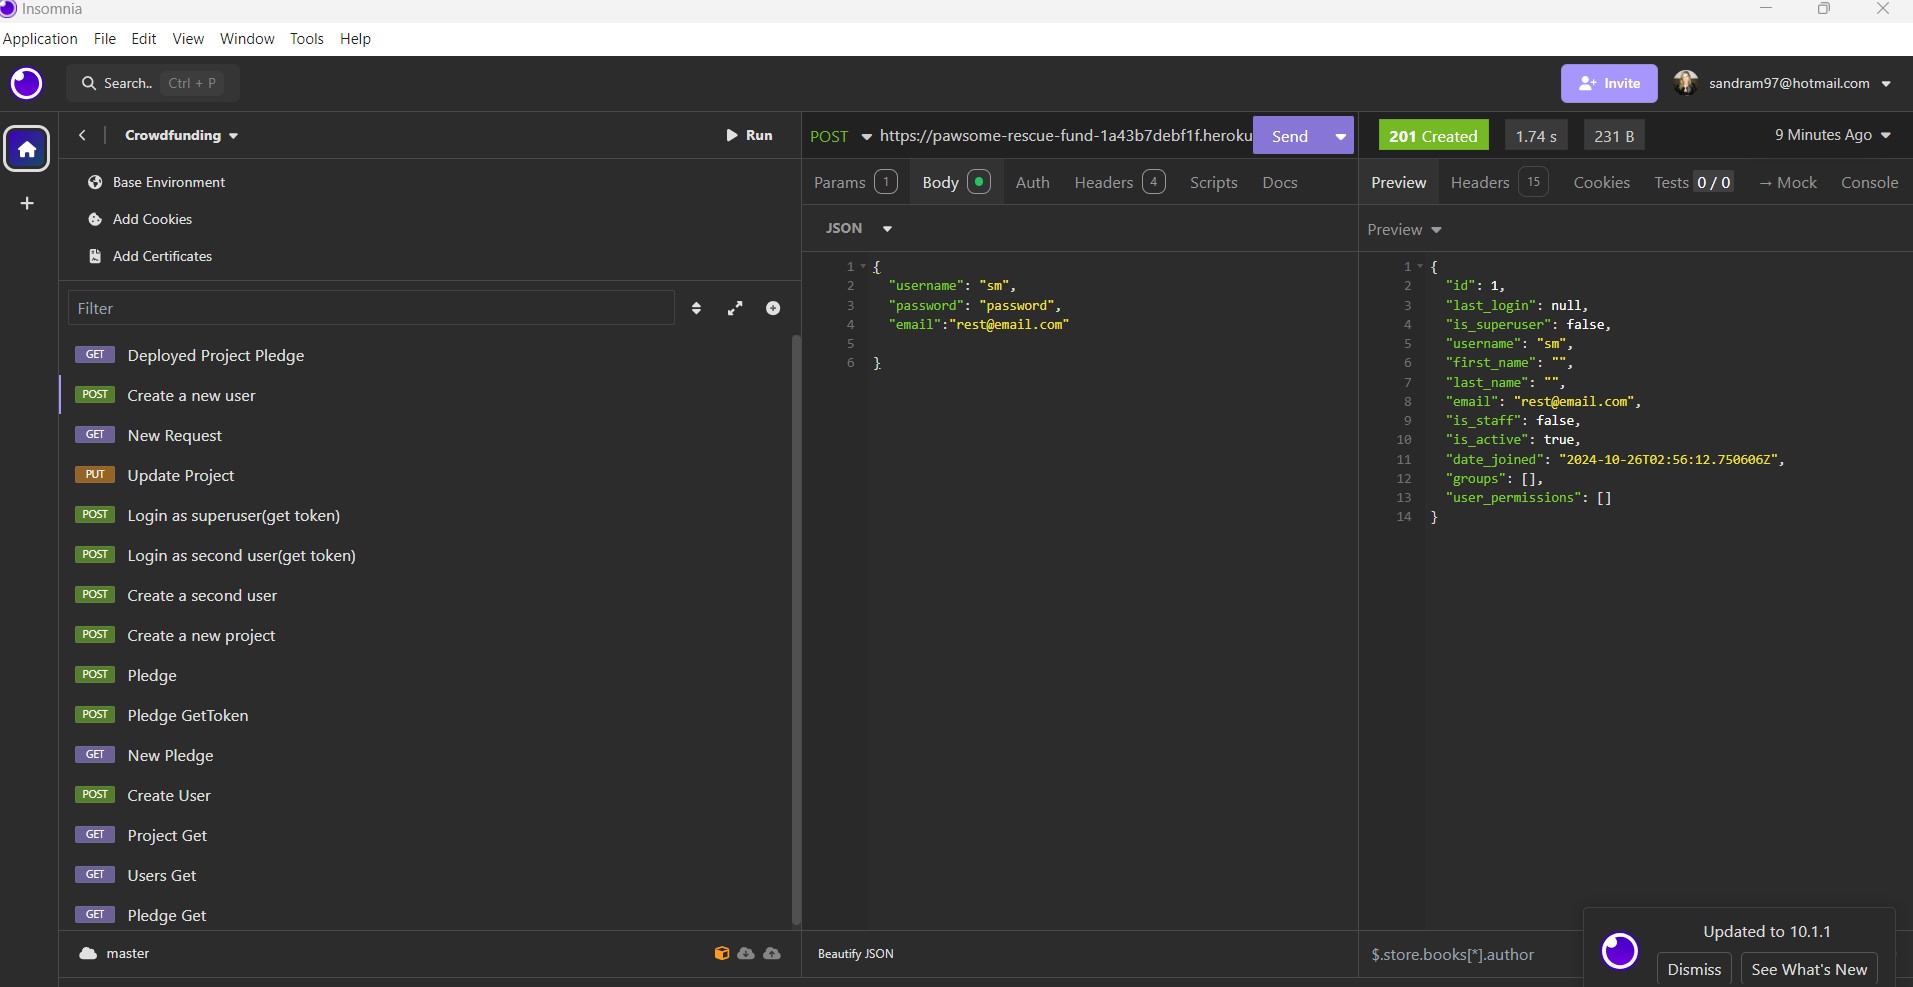 Insomnia
Application File Edit View Window Tools Help
Search.. Ctrl + P
Invite
sandram97@hotmail.com
Crowdfunding
Run
Base Environment
Add Cookies
Add Certificates
Filter
GET Deployed Project Pledge
POST Create a new user
GET New Request
PUT Update Project
POST Login as superuser(get token)
POST Login as second user(get token)
POST Create a second user
POST Create a new project
POST Pledge
POST Pledge GetToken
GET New Pledge
POST Create User
GET Project Get
GET Users Get
GET Pledge Get
master
POST https://pawsome-rescue-fund-1a43b7debf1f.heroku Send
Params 1 Body Auth Headers 4 Scripts Docs
JSON
1 {
2 "username": "sm",
3 "password": "password",
4 "email":"rest@email.com"
5
6 }
Beautify JSON
201 Created 1.74 s 231 B 9 Minutes Ago
Preview Headers 15 Cookies Tests 0 / 0 → Mock Console
Preview
1 {
2 "id": 1,
3 "last_login": null,
4 "is_superuser": false,
5 "username": "sm",
6 "first_name": "",
7 "last_name": "",
8 "email": "rest@email.com",
9 "is_staff": false,
10 "is_active": true,
11 "date_joined": "2024-10-26T02:56:12.750606Z",
12 "groups": [],
13 "user_permissions": []
14 }
$.store.books[*].author
Updated to 10.1.1
Dismiss See What's New